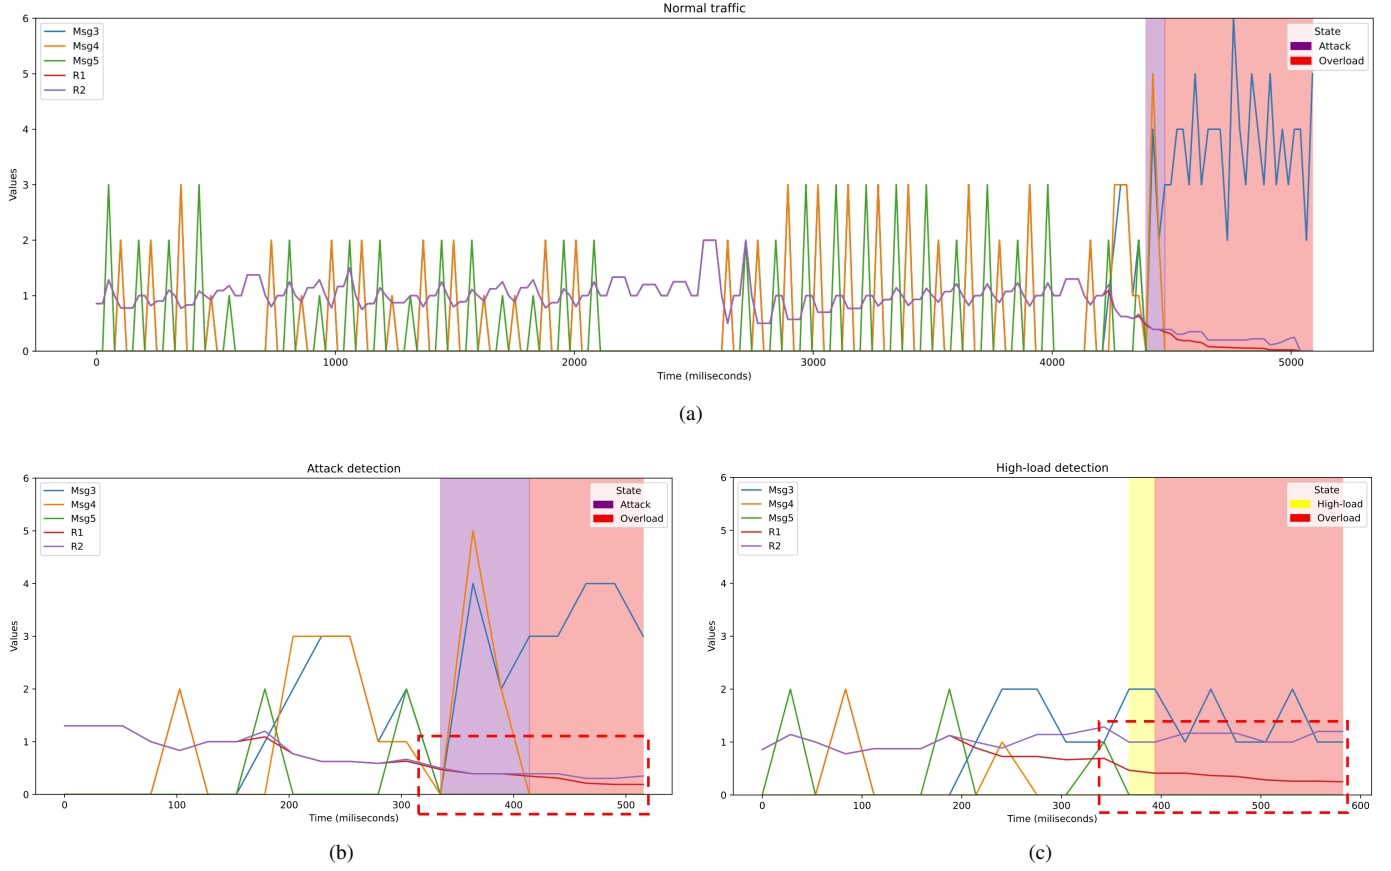 Normal traffic
6
5
4
3
2
1
0
Values
Msg3
Msg4
Msg5
R1
R2
State
Attack
Overload
0 1000 2000 3000 4000 5000
Time (miliseconds)
(a)
Attack detection
6
5
4
3
2
1
0
Values
Msg3
Msg4
Msg5
R1
R2
State
Attack
Overload
0 100 200 300 400 500
Time (miliseconds)
(b)
High-load detection
6
5
4
3
2
1
0
Values
Msg3
Msg4
Msg5
R1
R2
State
High-load
Overload
0 100 200 300 400 500 600
Time (miliseconds)
(c)